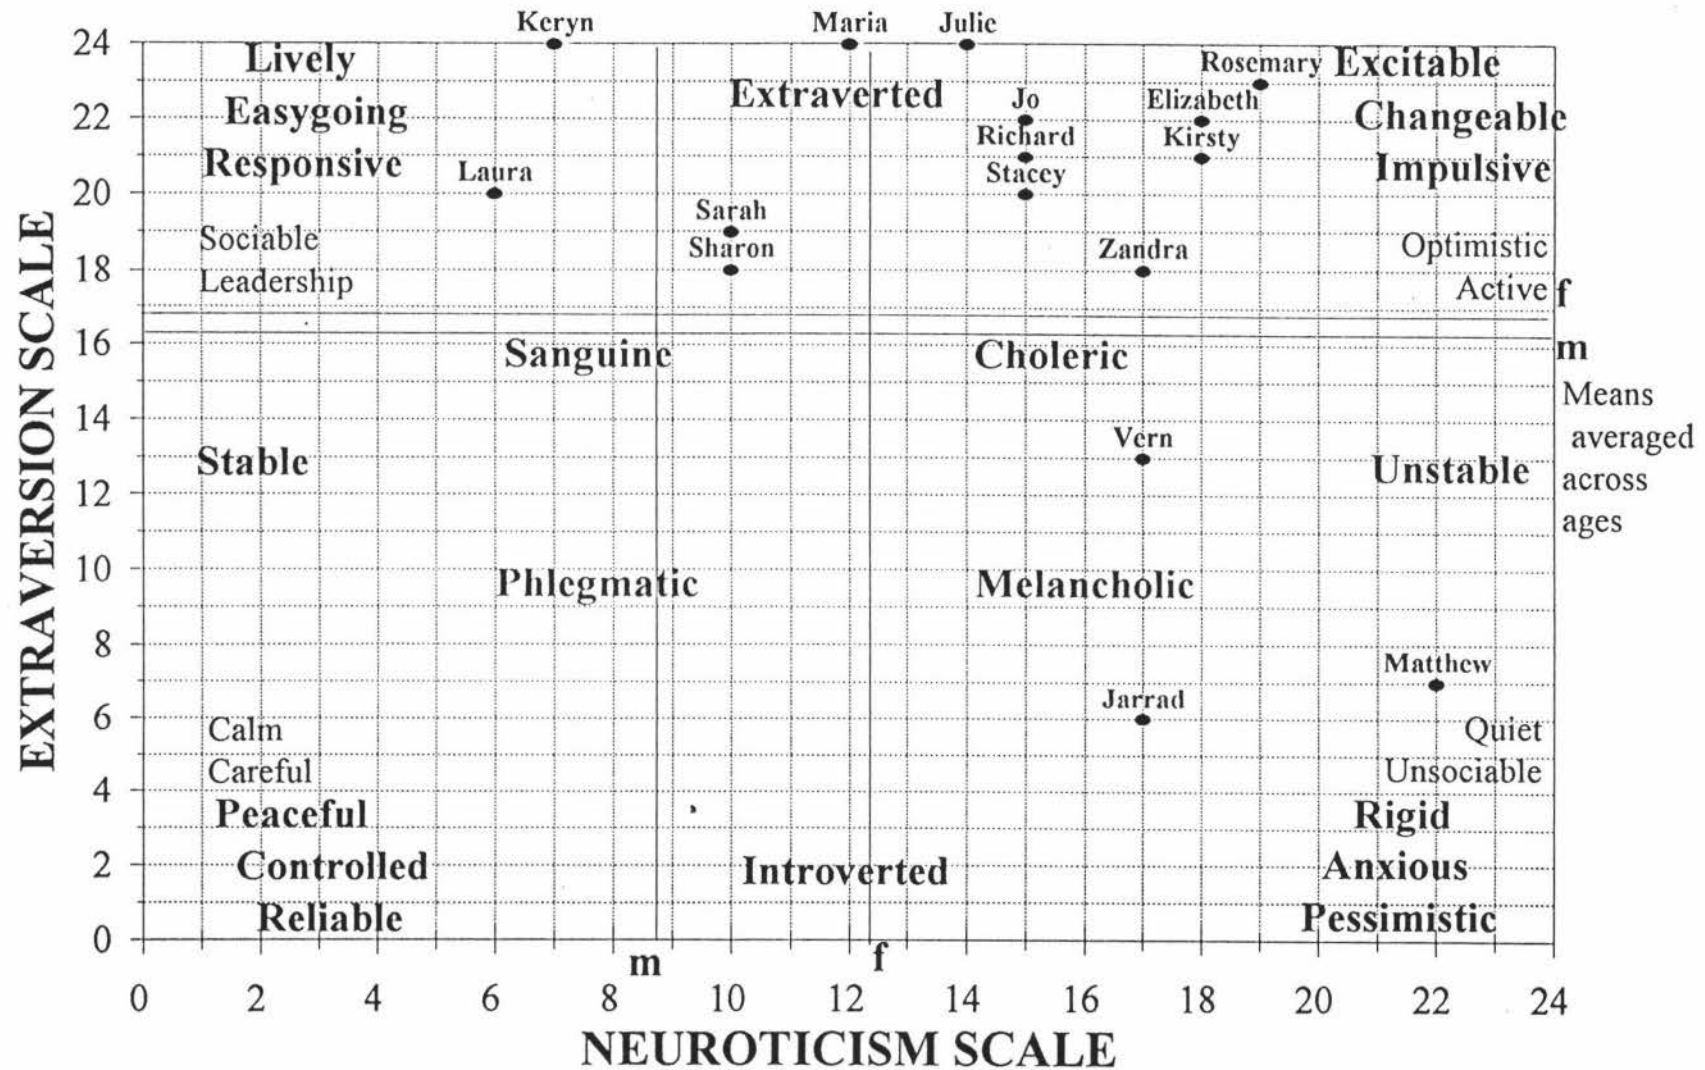 Keryn Maria Julie
24 Lively Rosemary Excitable
Extraverted Jo Elizabeth
22 Easygoing Changeable
Richard Kirsty
Responsive Laura Stacey Impulsive
20
Sarah
Sociable Sharon Zandra Optimistic
18 Leadership Active f
16 Sanguine Choleric m
Means
14 averaged
Vern
Stable Unstable
12 across
ages
10
Phlegmatic Melancholic
8
Matthew
Jarrad
6 Calm Quiet
Careful Unsociable
4
Peaceful Rigid
2 Controlled Introverted Anxious
Reliable Pessimistic
0
m f
0 2 4 6 8 10 12 14 16 18 20 22 24
NEUROTICISM SCALE
EXTRAVERSION SCALE